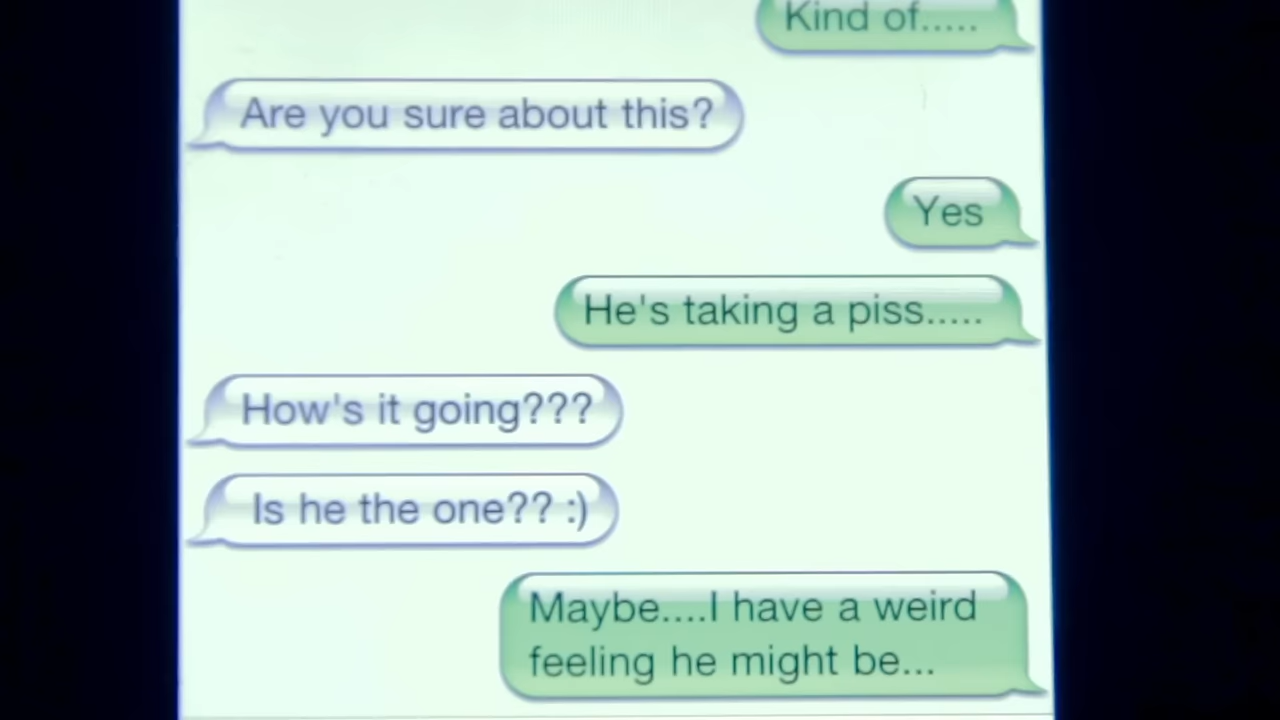 Kind of.....
Are you sure about this?
Yes
He's taking a piss.....
How's it going???
Is he the one?? :)
Maybe....I have a weird
feeling he might be...